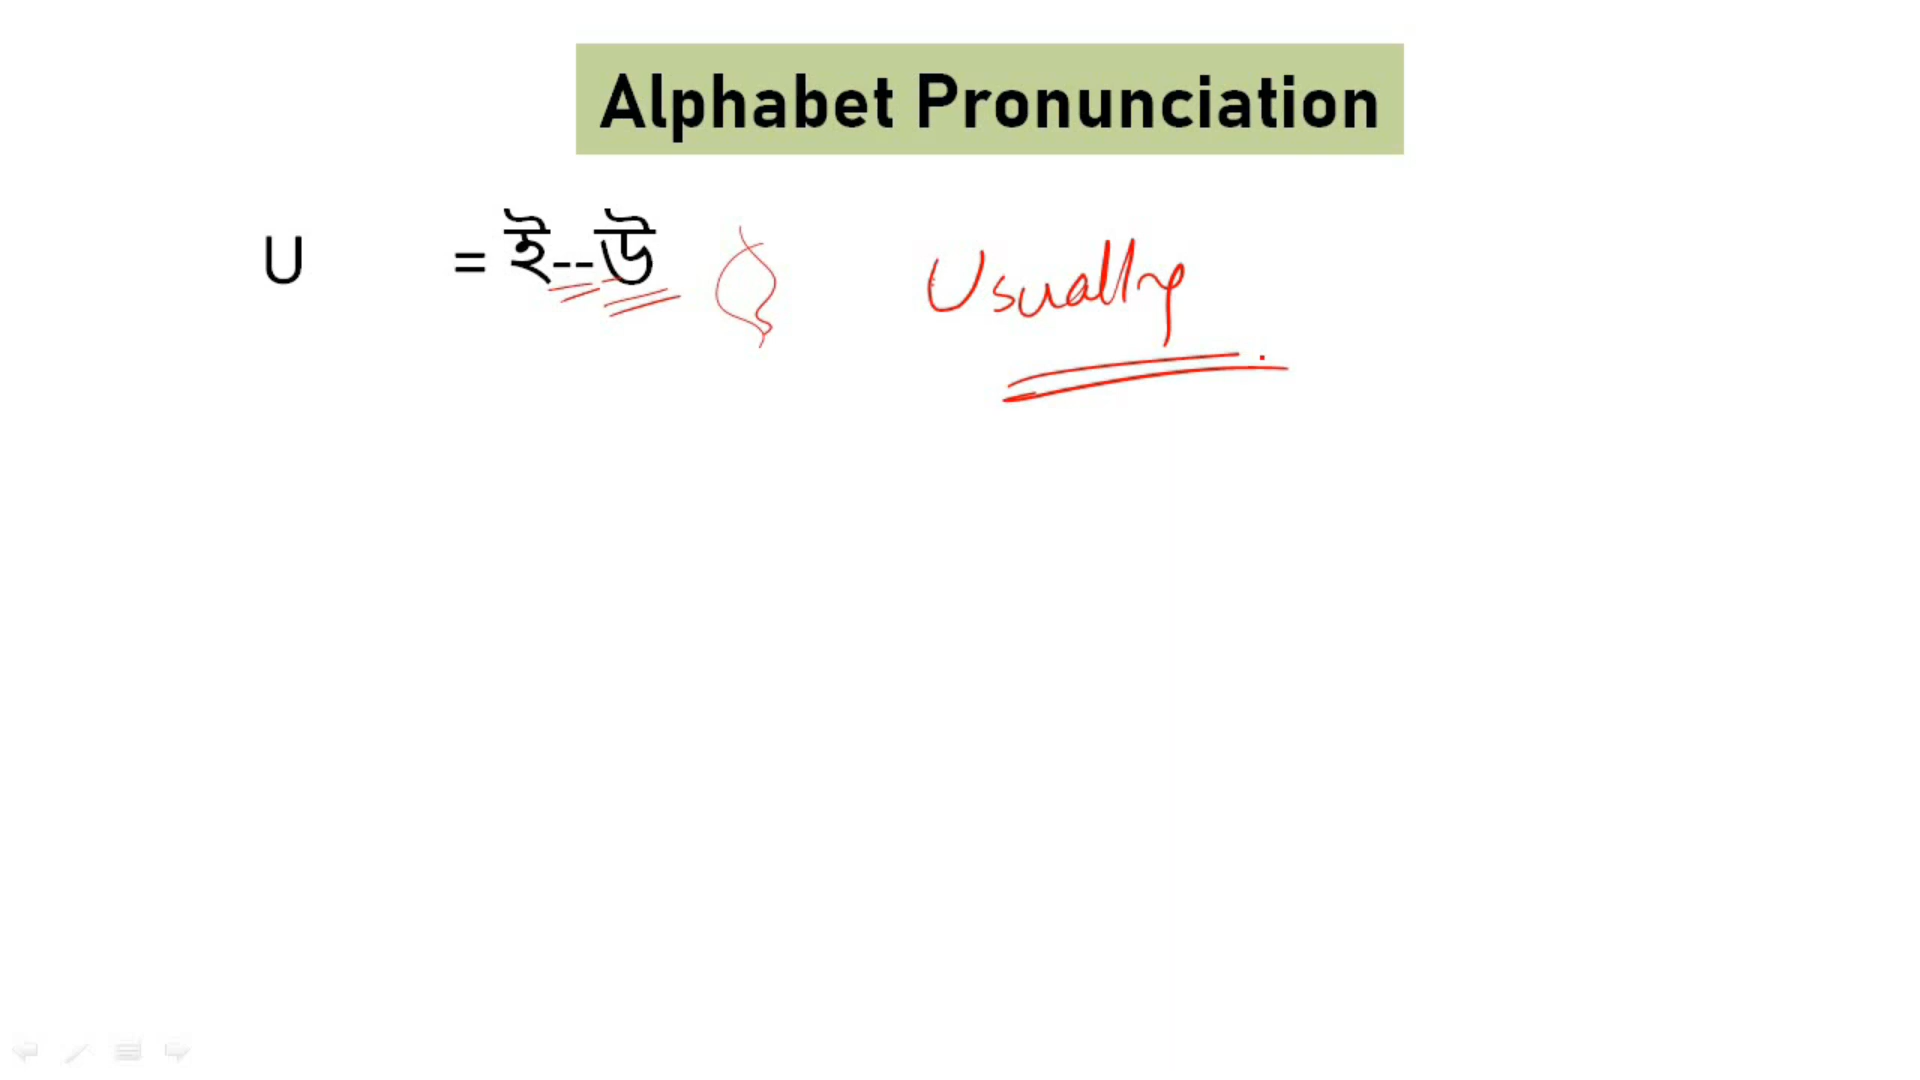 Alphabet Pronunciation
U = ই--উ Usually